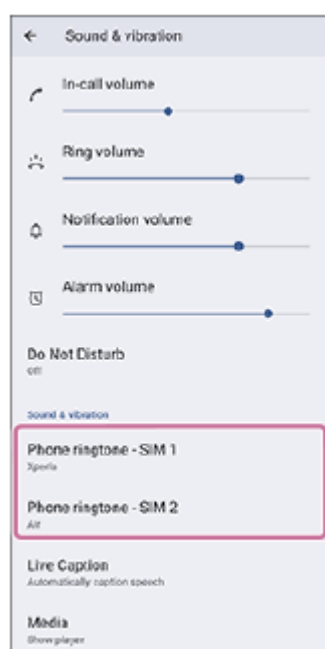 Sound & vibration
In-call volume
Ring volume
Notification volume
Alarm volume
Do Not Disturb
Off
Sound & vibration
Phone ringtone - SIM 1
Xperia
Phone ringtone - SIM 2
Air
Live Caption
Automatically caption speech
Media
Show player